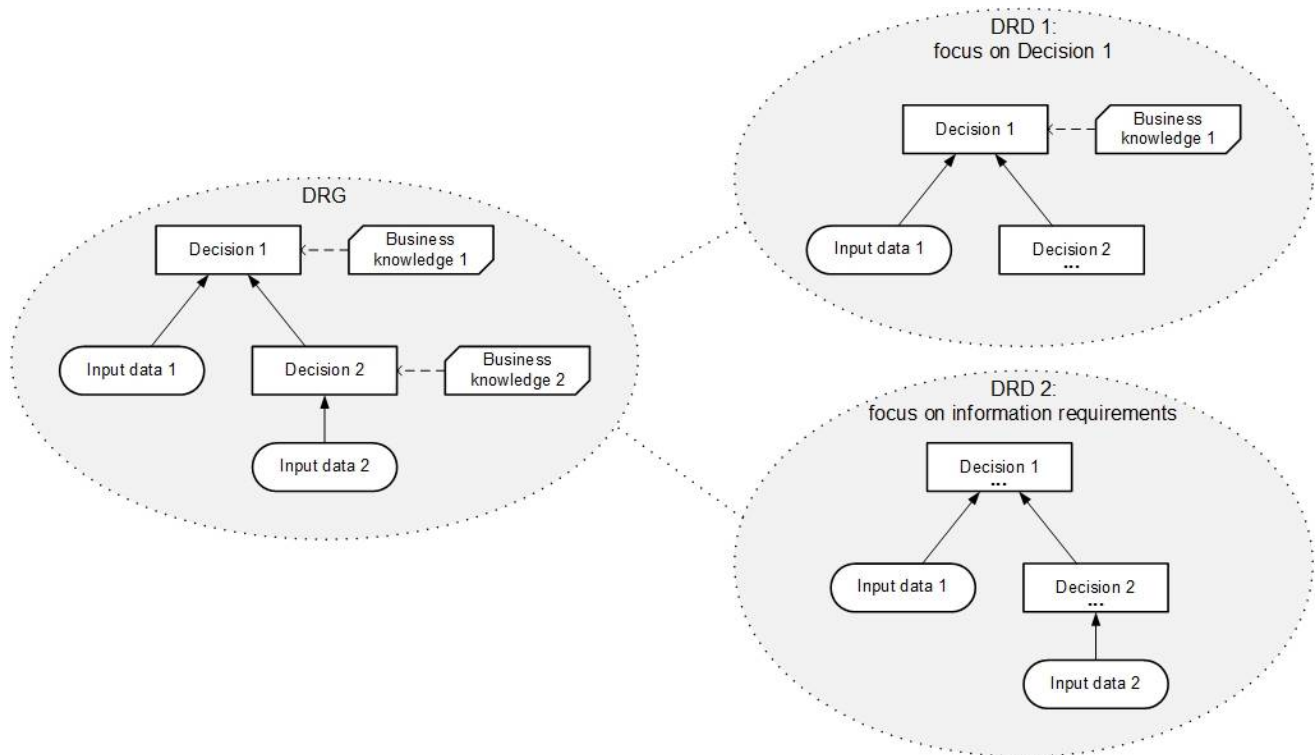 DRG
Decision 1
Business
knowledge 1
Input data 1
Decision 2
Business
knowledge 2
Input data 2
DRD 1:
focus on Decision 1
Decision 1
Business
knowledge 1
Input data 1
Decision 2
...
DRD 2:
focus on information requirements
Decision 1
...
Input data 1
Decision 2
...
Input data 2